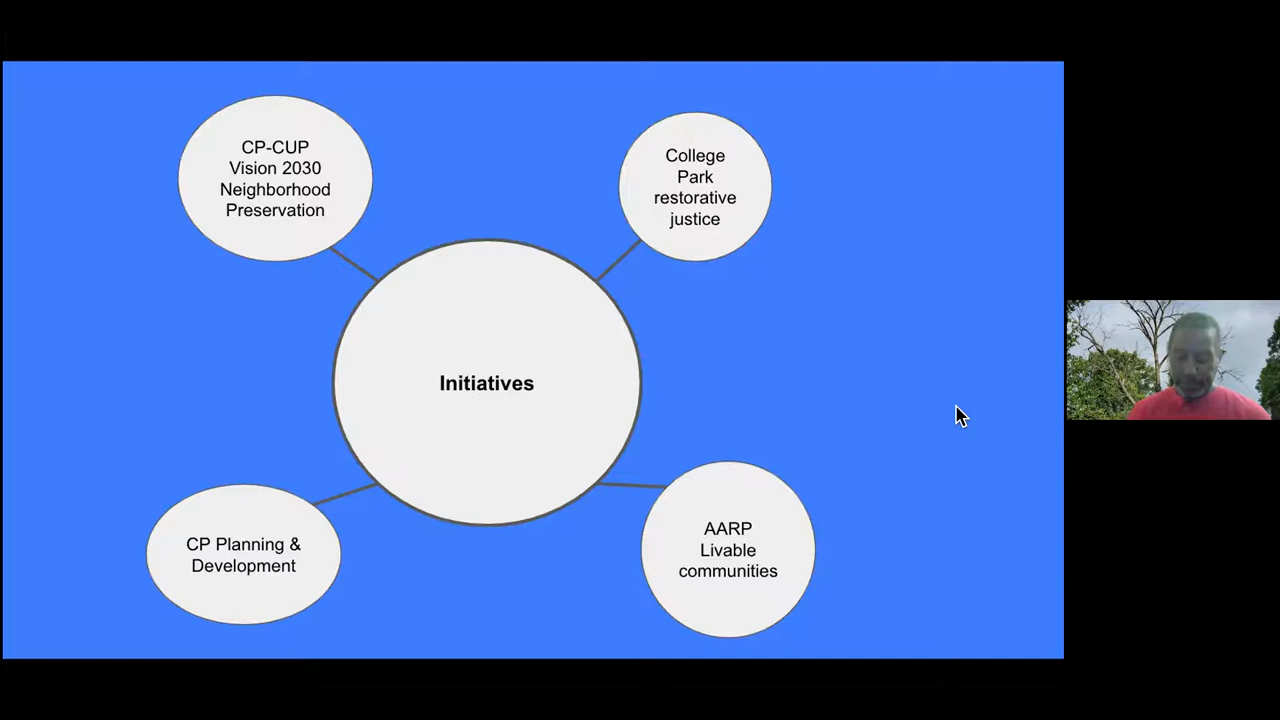 CP-CUP
Vision 2030
Neighborhood
Preservation
College
Park
restorative
justice
Initiatives
CP Planning &
Development
AARP
Livable
communities